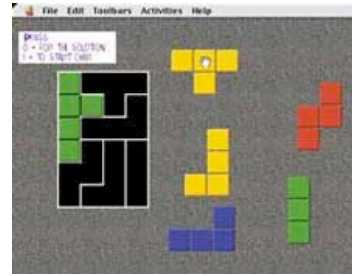 File Edit Toolbars Activities Help
PRESS
0 = FOR THE SOLUTION
1 = TO START OVER